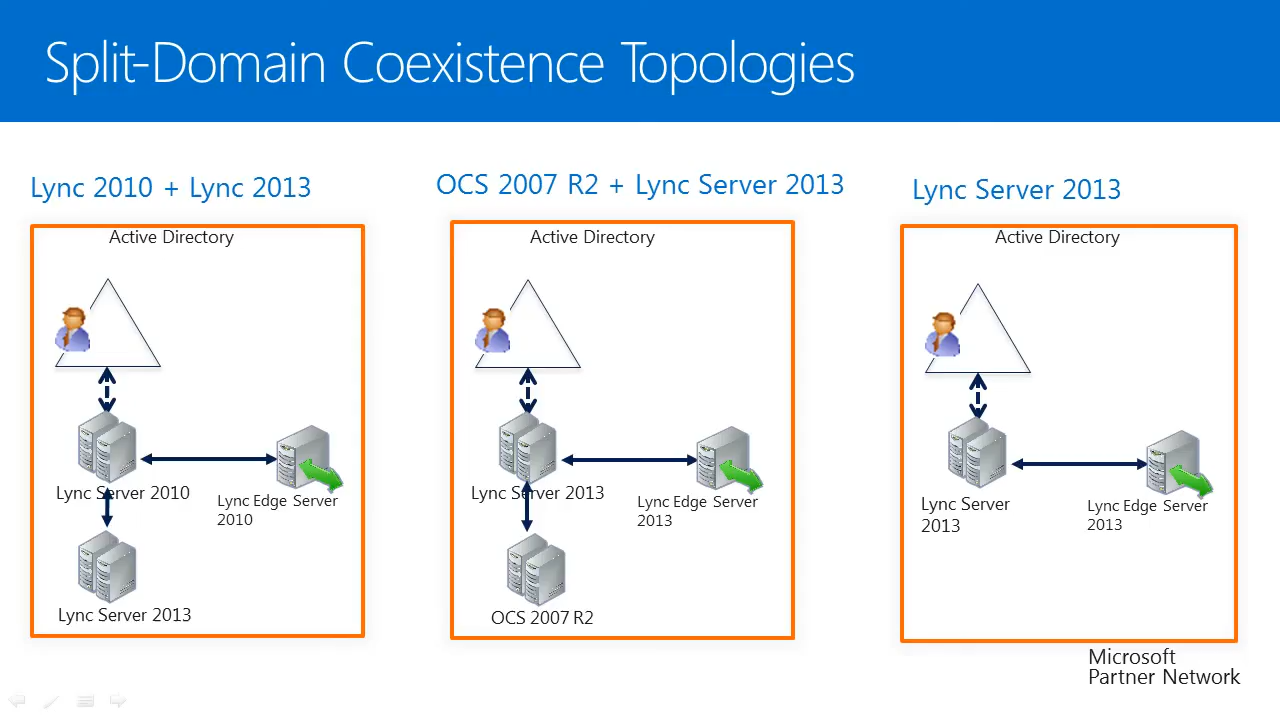 Split-Domain Coexistence Topologies
Lync 2010 + Lync 2013
Active Directory
Lync Server 2010
Lync Edge Server
2010
Lync Server 2013
OCS 2007 R2 + Lync Server 2013
Active Directory
Lync Server 2013
Lync Edge Server
2013
OCS 2007 R2
Lync Server 2013
Active Directory
Lync Server
2013
Lync Edge Server
2013
Microsoft
Partner Network